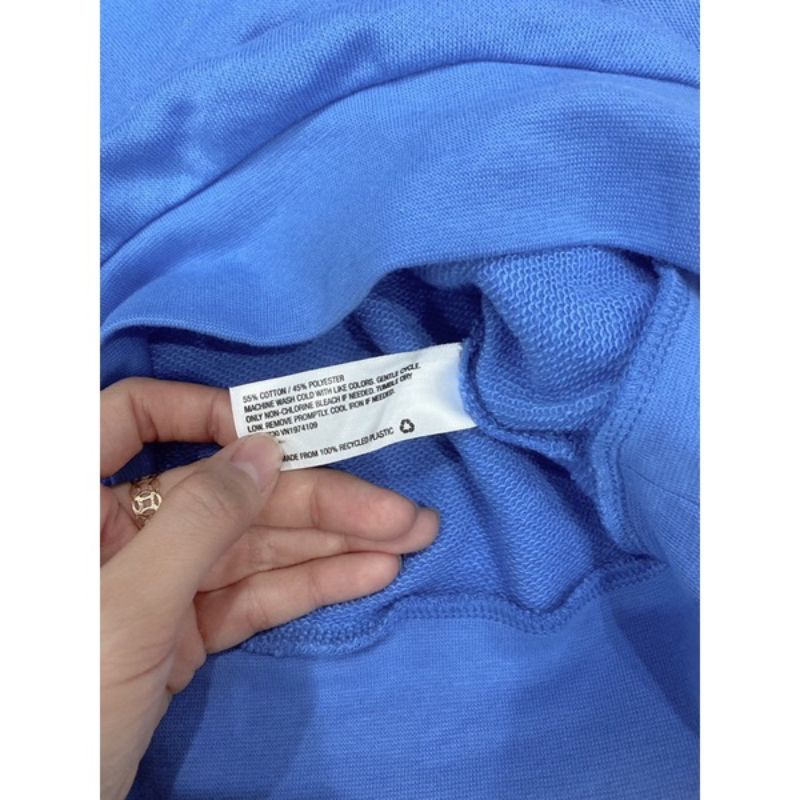 55% COTTON / 45% POLYESTER
MACHINE WASH COLD WITH LIKE COLORS. GENTLE CYCLE.
ONLY NON-CHLORINE BLEACH IF NEEDED. TUMBLE DRY
LOW. REMOVE PROMPTLY. COOL IRON IF NEEDED.
VN1974109
MADE FROM 100% RECYCLED PLASTIC